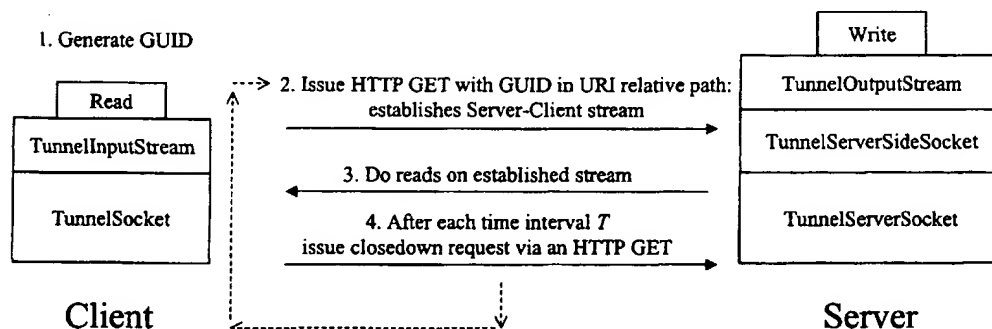 1. Generate GUID
Read
TunnelInputStream
TunnelSocket
Client
2. Issue HTTP GET with GUID in URI relative path:
establishes Server-Client stream
3. Do reads on established stream
4. After each time interval T
issue closedown request via an HTTP GET
Write
TunnelOutputStream
TunnelServerSideSocket
TunnelServerSocket
Server